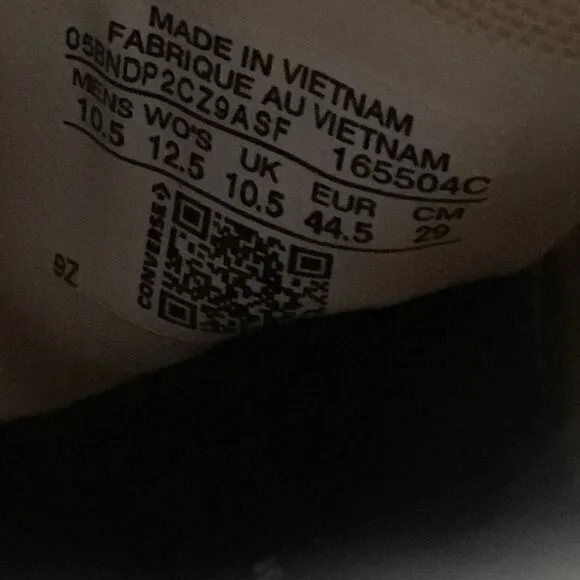 MADE IN VIETNAM
FABRIQUE AU VIETNAM
05BNDP2CZ9ASF 165504C
MENS WO'S UK EUR CM
10.5 12.5 10.5 44.5 29
CONVERSE
9Z